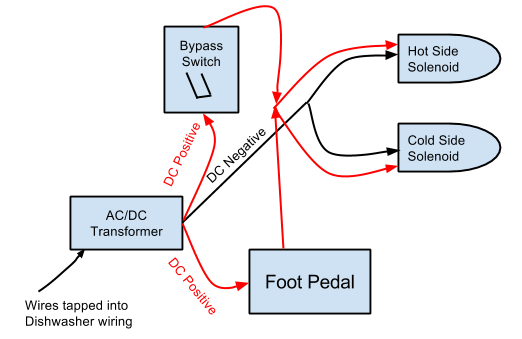 Bypass
Switch
Hot Side
Solenoid
DC Positive
DC Negative
Cold Side
Solenoid
AC/DC
Transformer
DC Positive
Foot Pedal
Wires tapped into
Dishwasher wiring